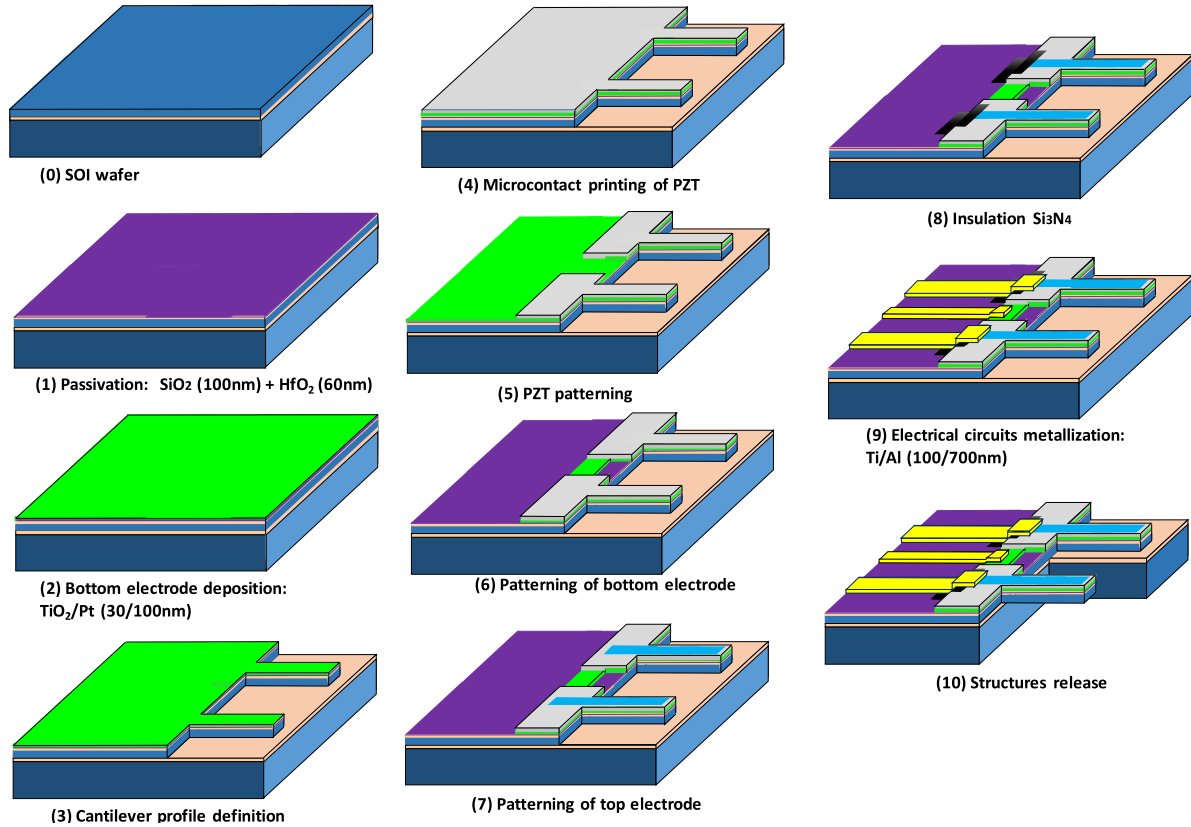 (0) SOI wafer
(1) Passivation: SiO2 (100nm) + HfO₂ (60nm)
(2) Bottom electrode deposition:
TiO₂/Pt (30/100nm)
(3) Cantilever profile definition
(4) Microcontact printing of PZT
(5) PZT patterning
(6) Patterning of bottom electrode
(7) Patterning of top electrode
(8) Insulation Si3N4
(9) Electrical circuits metallization:
Ti/Al (100/700nm)
(10) Structures release